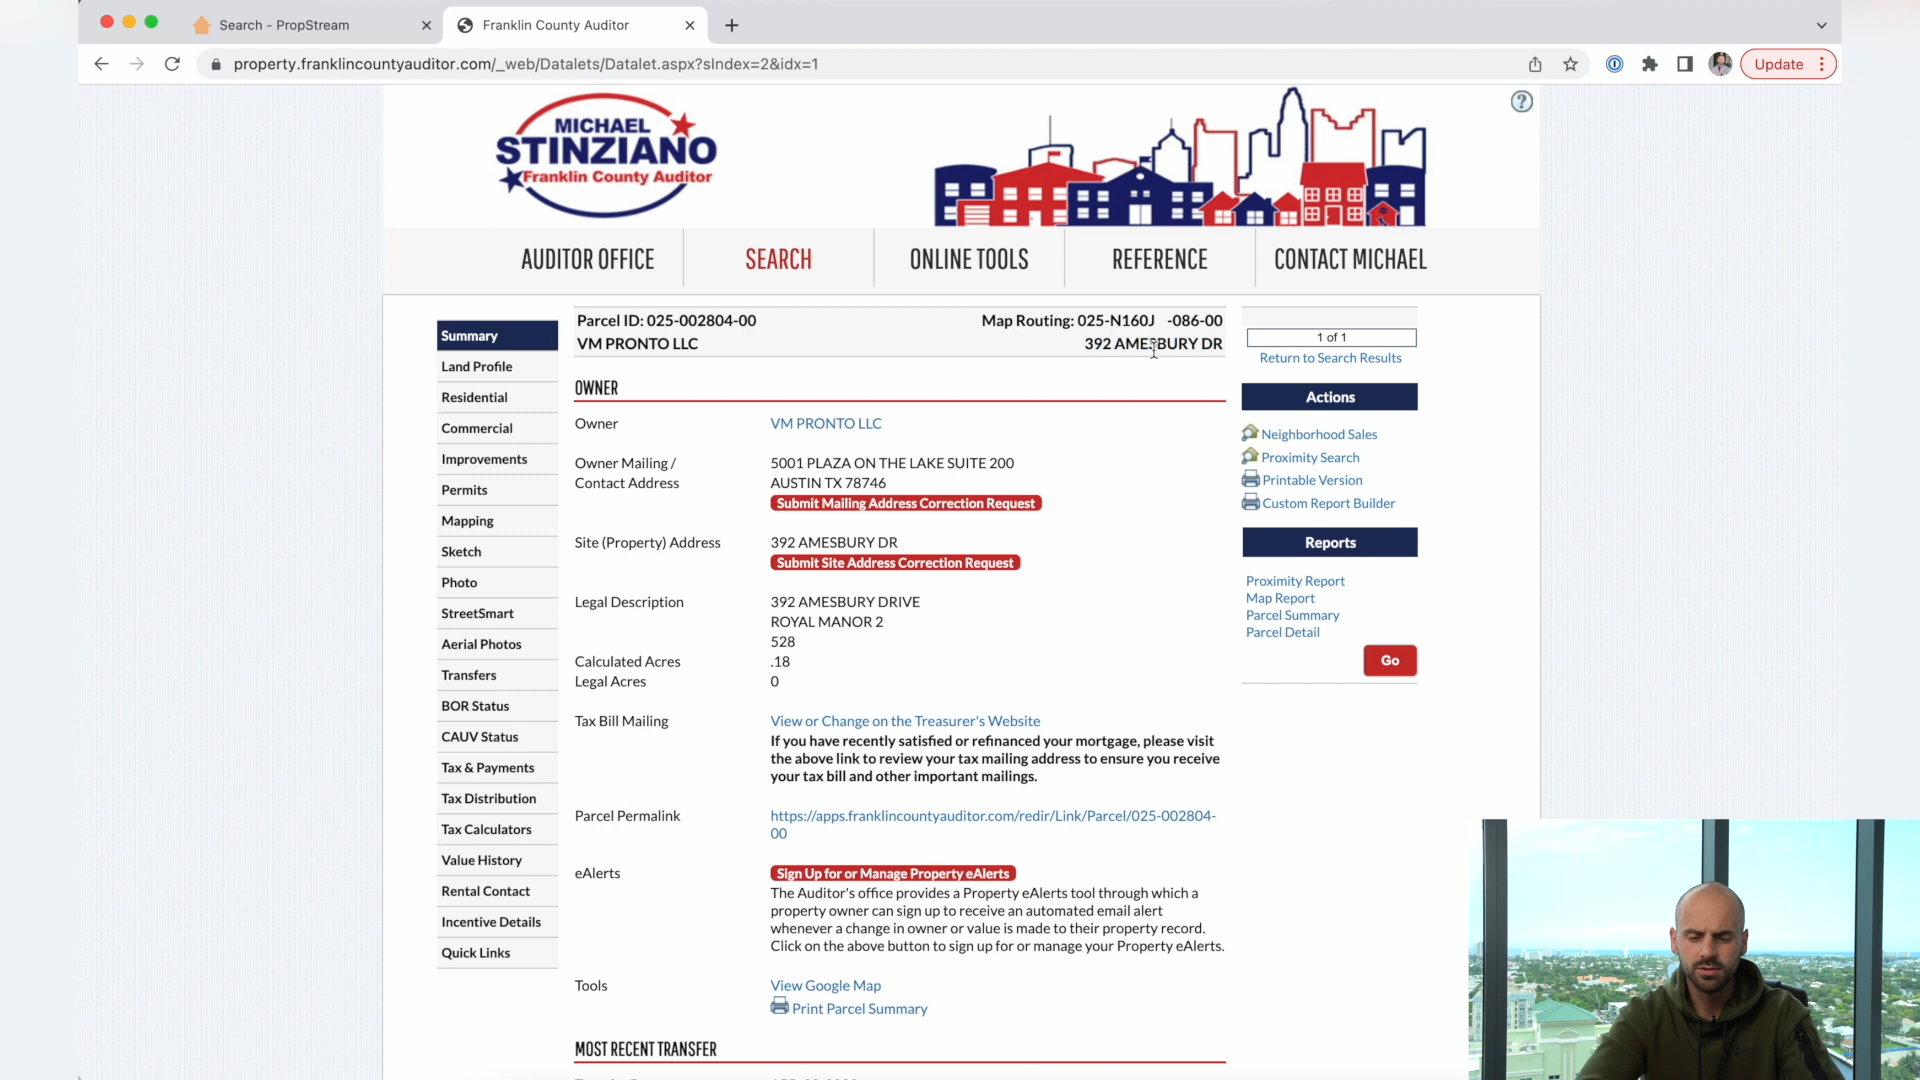 Search - PropStream
Franklin County Auditor
property.franklincountyauditor.com/_web/Datalets/Datalet.aspx?sIndex=2&idx=1
Update
MICHAEL
STINZIANO
Franklin County Auditor
AUDITOR OFFICE
SEARCH
ONLINE TOOLS
REFERENCE
CONTACT MICHAEL
Summary
Land Profile
Residential
Commercial
Improvements
Permits
Mapping
Sketch
Photo
StreetSmart
Aerial Photos
Transfers
BOR Status
CAUV Status
Tax & Payments
Tax Distribution
Tax Calculators
Value History
Rental Contact
Incentive Details
Quick Links
Parcel ID: 025-002804-00 Map Routing: 025-N160J -086-00
VM PRONTO LLC 392 AMESBURY DR
OWNER
Owner VM PRONTO LLC
Owner Mailing / 5001 PLAZA ON THE LAKE SUITE 200
Contact Address AUSTIN TX 78746
Submit Mailing Address Correction Request
Site (Property) Address 392 AMESBURY DR
Submit Site Address Correction Request
Legal Description 392 AMESBURY DRIVE
ROYAL MANOR 2
528
Calculated Acres .18
Legal Acres 0
Tax Bill Mailing View or Change on the Treasurer's Website
If you have recently satisfied or refinanced your mortgage, please visit
the above link to review your tax mailing address to ensure you receive
your tax bill and other important mailings.
Parcel Permalink https://apps.franklincountyauditor.com/redir/Link/Parcel/025-002804-
00
eAlerts Sign Up for or Manage Property eAlerts
The Auditor's office provides a Property eAlerts tool through which a
property owner can sign up to receive an automated email alert
whenever a change in owner or value is made to their property record.
Click on the above button to sign up for or manage your Property eAlerts.
Tools View Google Map
Print Parcel Summary
MOST RECENT TRANSFER
1 of 1
Return to Search Results
Actions
Neighborhood Sales
Proximity Search
Printable Version
Custom Report Builder
Reports
Proximity Report
Map Report
Parcel Summary
Parcel Detail
Go